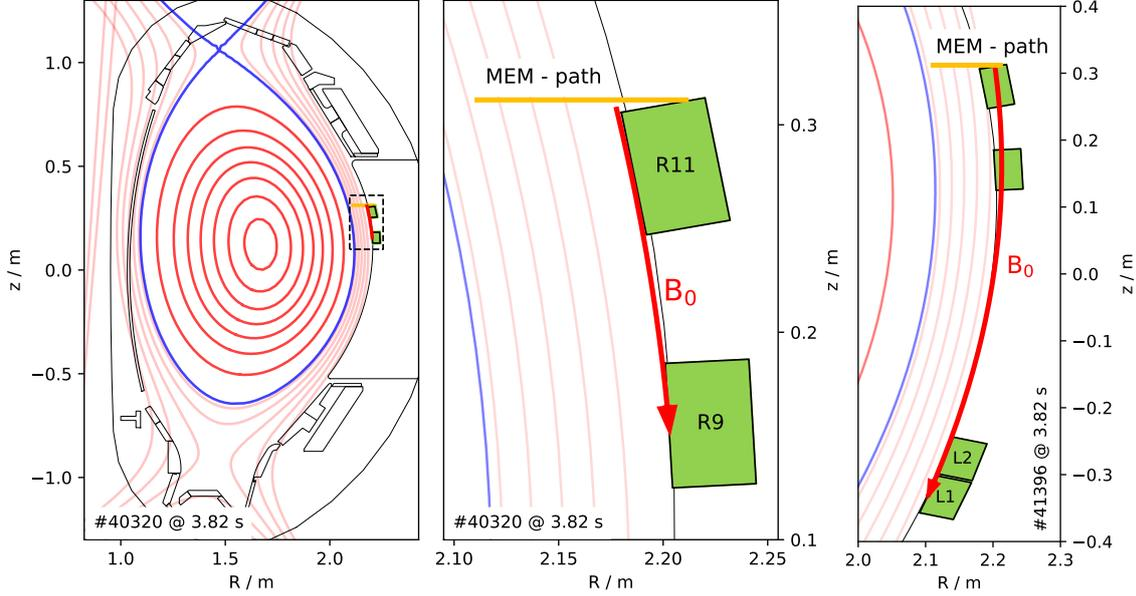 1.0
0.5
0.0
−0.5
−1.0
z / m
1.0
1.5
2.0
R / m
#40320 @ 3.82 s
MEM - path
R11
B0
R9
#40320 @ 3.82 s
2.10
2.15
2.20
2.25
R / m
0.3
0.2
0.1
z / m
MEM - path
B0
L2
L1
#41396 @ 3.82 s
2.0
2.1
2.2
2.3
R / m
0.4
0.3
0.2
0.1
0.0
−0.1
−0.2
−0.3
−0.4
z / m